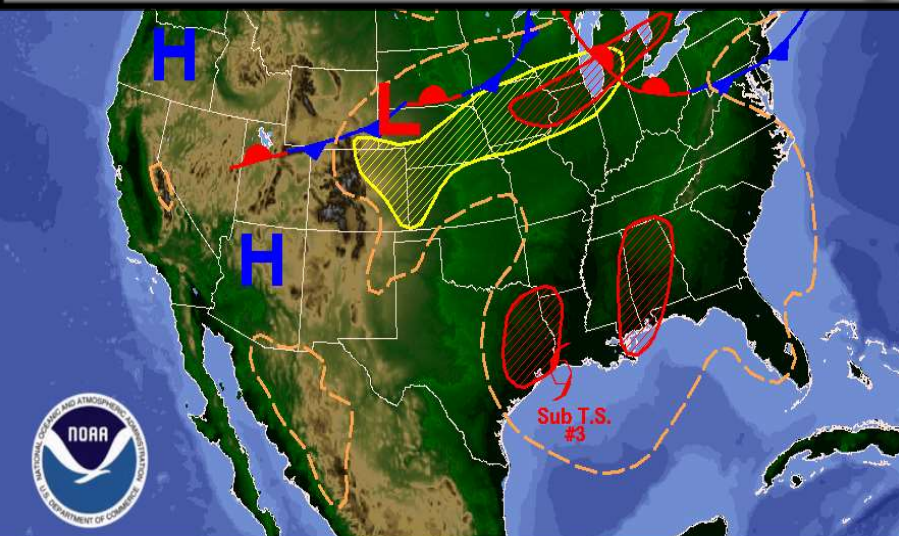 H
L
H
Sub T.S.
#3
NATIONAL OCEANIC AND ATMOSPHERIC ADMINISTRATION
NOAA
U.S. DEPARTMENT OF COMMERCE